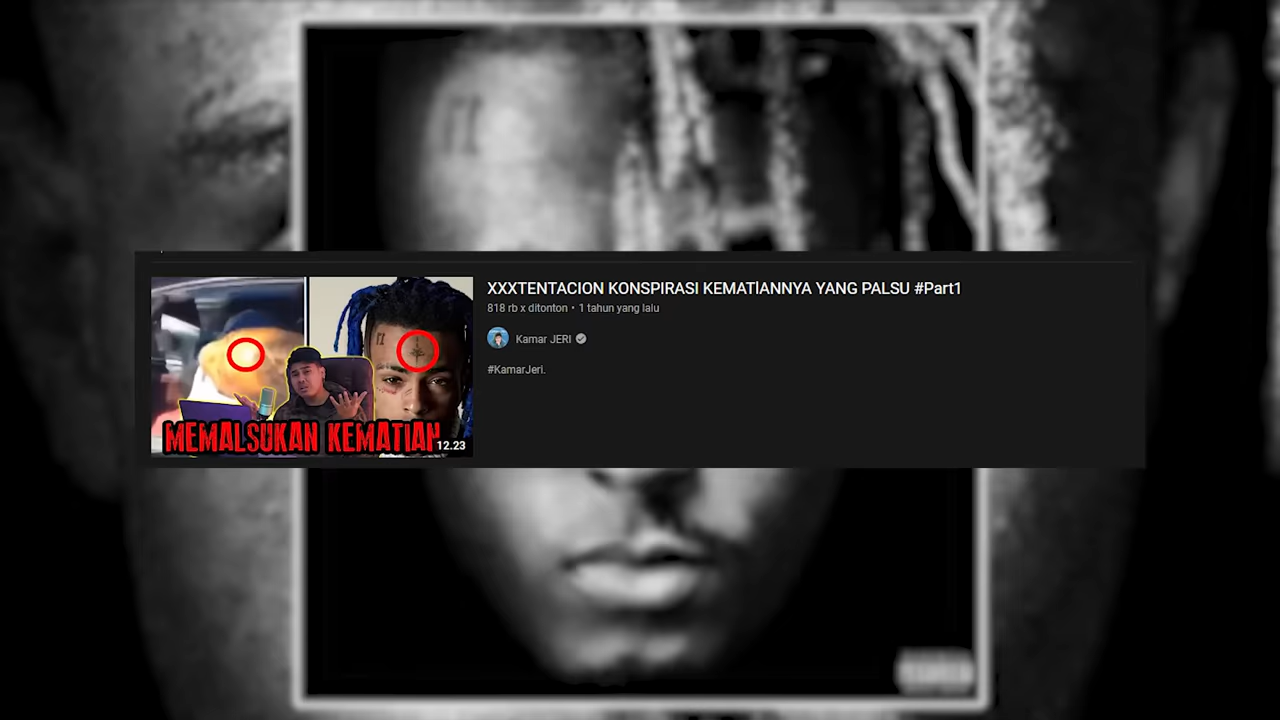 XXXTENTACION KONSPIRASI KEMATIANNYA YANG PALSU #Part1
818 rb x ditonton • 1 tahun yang lalu
Kamar JERI
#KamarJeri.
MEMALSUKAN KEMATIAN
12.23